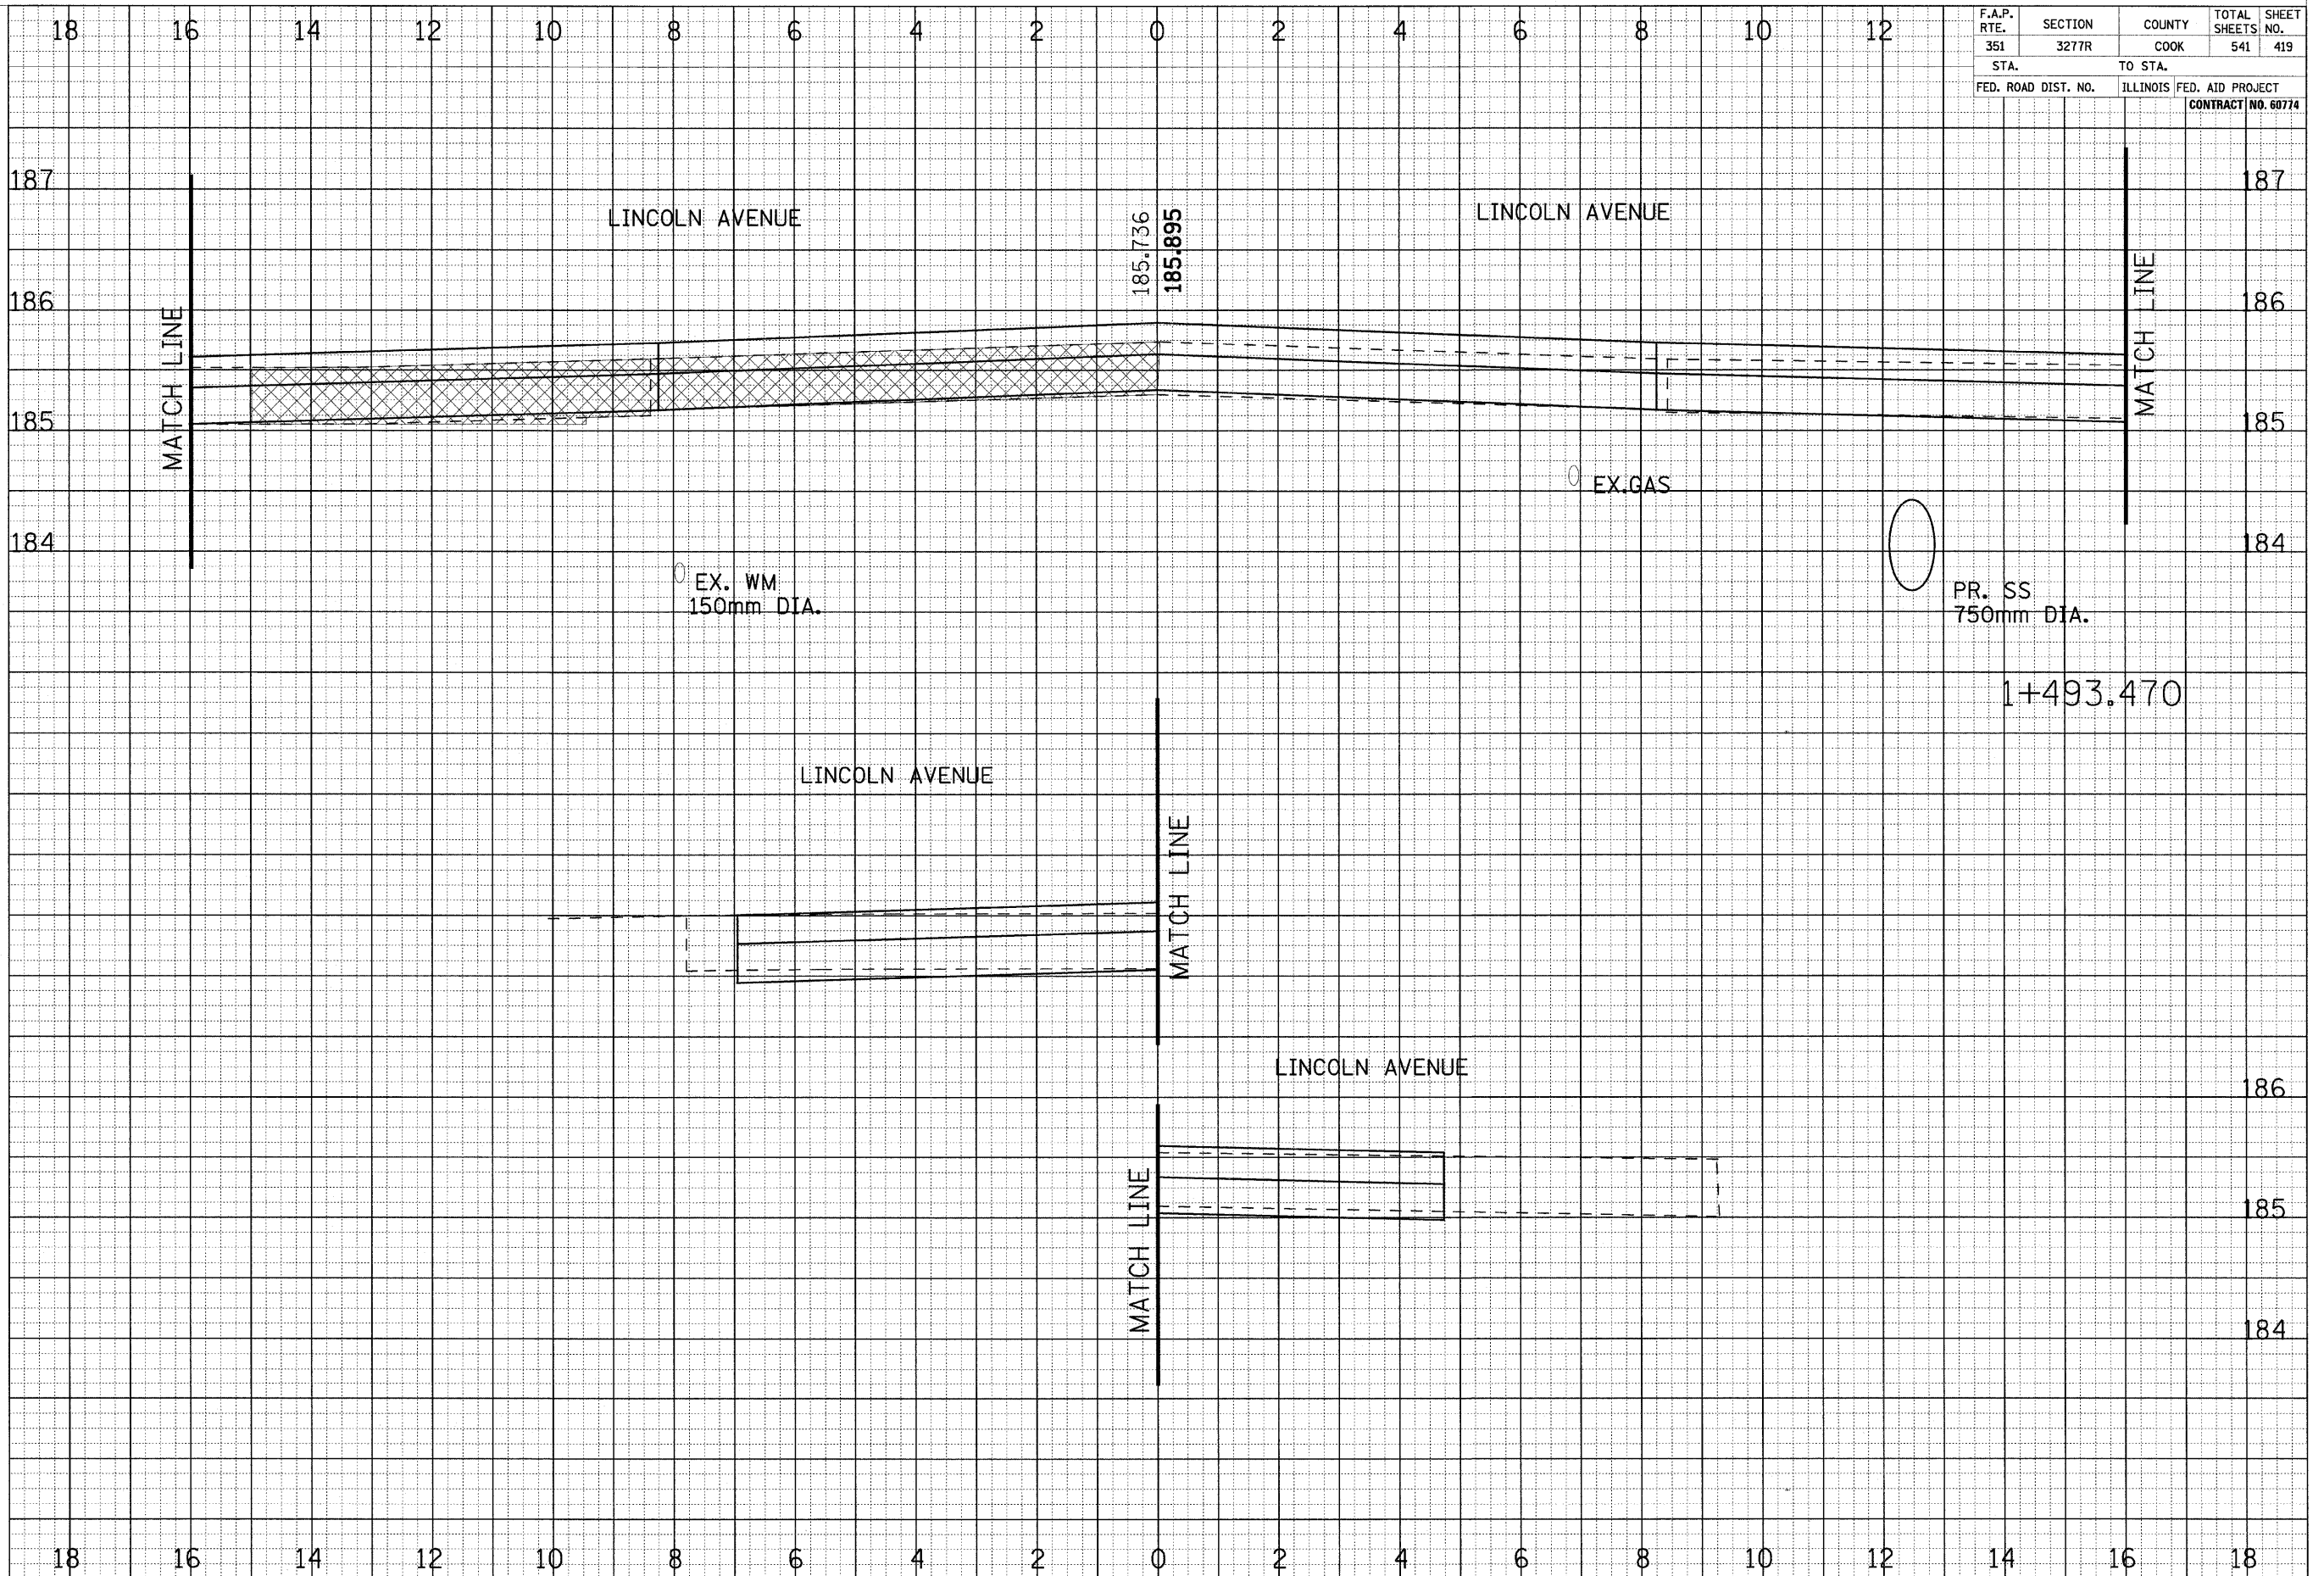 18 16 14 12 10 8 6 4 2 0 2 4 6 8 10 12
F.A.P. RTE. SECTION COUNTY TOTAL SHEETS SHEET NO.
351 3277R COOK 541 419
STA. TO STA.
FED. ROAD DIST. NO. ILLINOIS FED. AID PROJECT
CONTRACT NO. 60774
187 187
LINCOLN AVENUE
185.736
185.895
LINCOLN AVENUE
186 186
MATCH LINE
MATCH LINE
185 185
EX.GAS
184 184
EX. WM
150mm DIA.
PR. SS
750mm DIA.
1+493.470
LINCOLN AVENUE
MATCH LINE
LINCOLN AVENUE
186
MATCH LINE
185
184
18 16 14 12 10 8 6 4 2 0 2 4 6 8 10 12 14 16 18